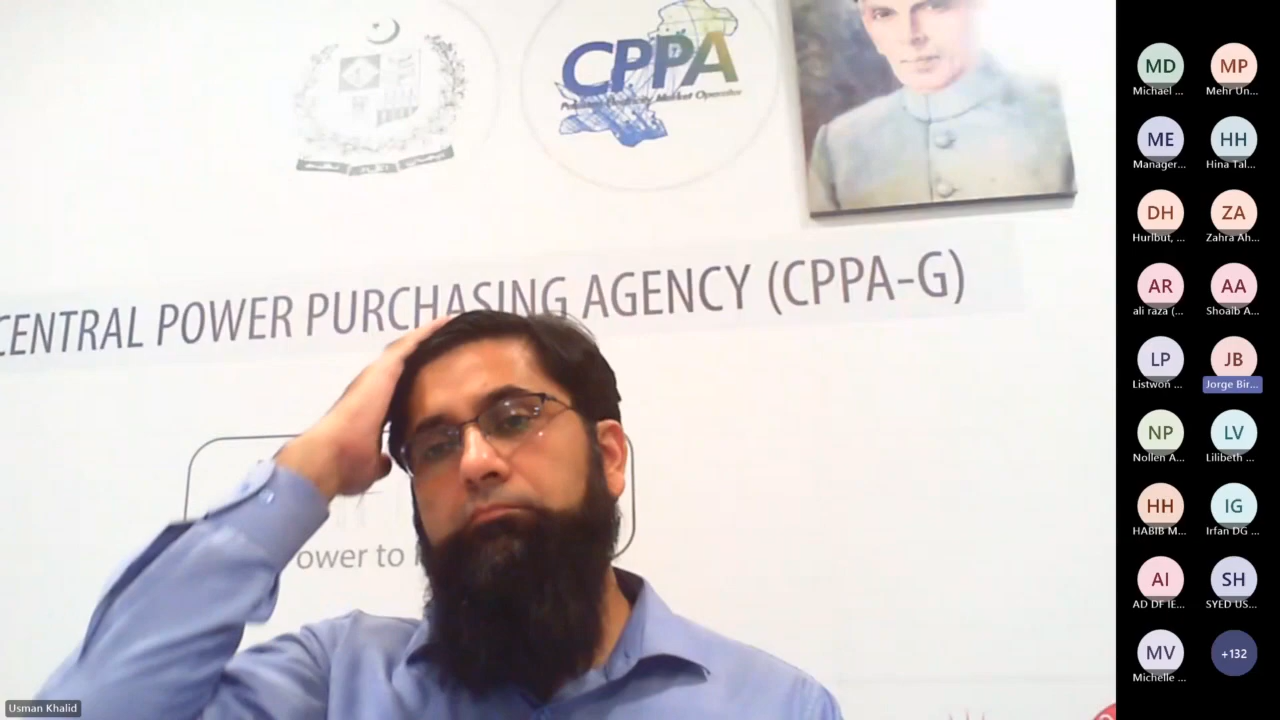 CPPA
CENTRAL POWER PURCHASING AGENCY (CPPA-G)
ower to
Usman Khalid
MD
Michael ...
MP
Mehr Un...
ME
Manager...
HH
Hina Tal...
DH
Hurlbut, ...
ZA
Zahra Ah...
AR
ali raza (...
AA
Shoaib A...
LP
Listwon ...
JB
Jorge Bir...
NP
Nollen A...
LV
Lilibeth ...
HH
HABIB M...
IG
Irfan DG ...
AI
AD DF IE...
SH
SYED US...
MV
Michelle ...
+132